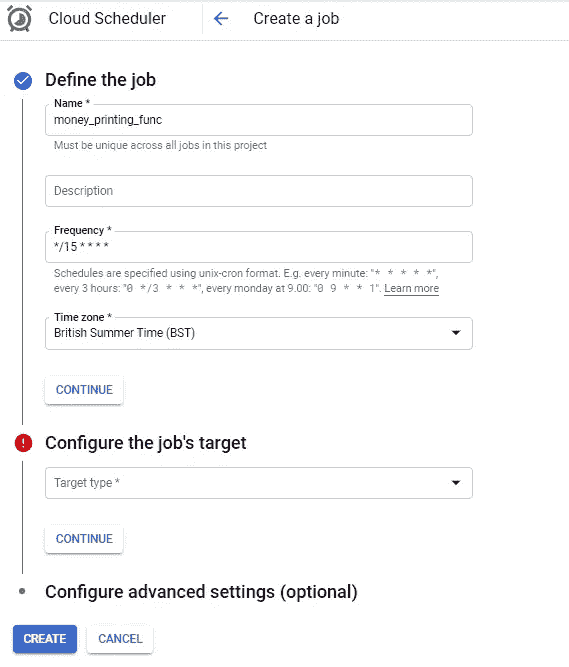 Cloud Scheduler
Create a job
Define the job
Name *
money_printing_func
Must be unique across all jobs in this project
Description
Frequency *
*/15 * * * *
Schedules are specified using unix-cron format. E.g. every minute: "* * * * *",
every 3 hours: "0 */3 * * *", every monday at 9.00: "0 9 * * 1". Learn more
Time zone *
British Summer Time (BST)
CONTINUE
Configure the job's target
Target type *
CONTINUE
Configure advanced settings (optional)
CREATE CANCEL